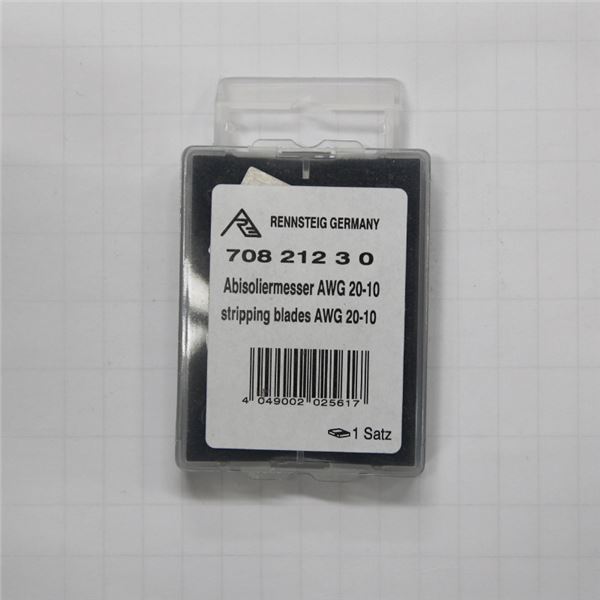 RENNSTEIG GERMANY
708 212 3 0
Abisoliermesser AWG 20-10
stripping blades AWG 20-10
4 049002 025617
1 Satz